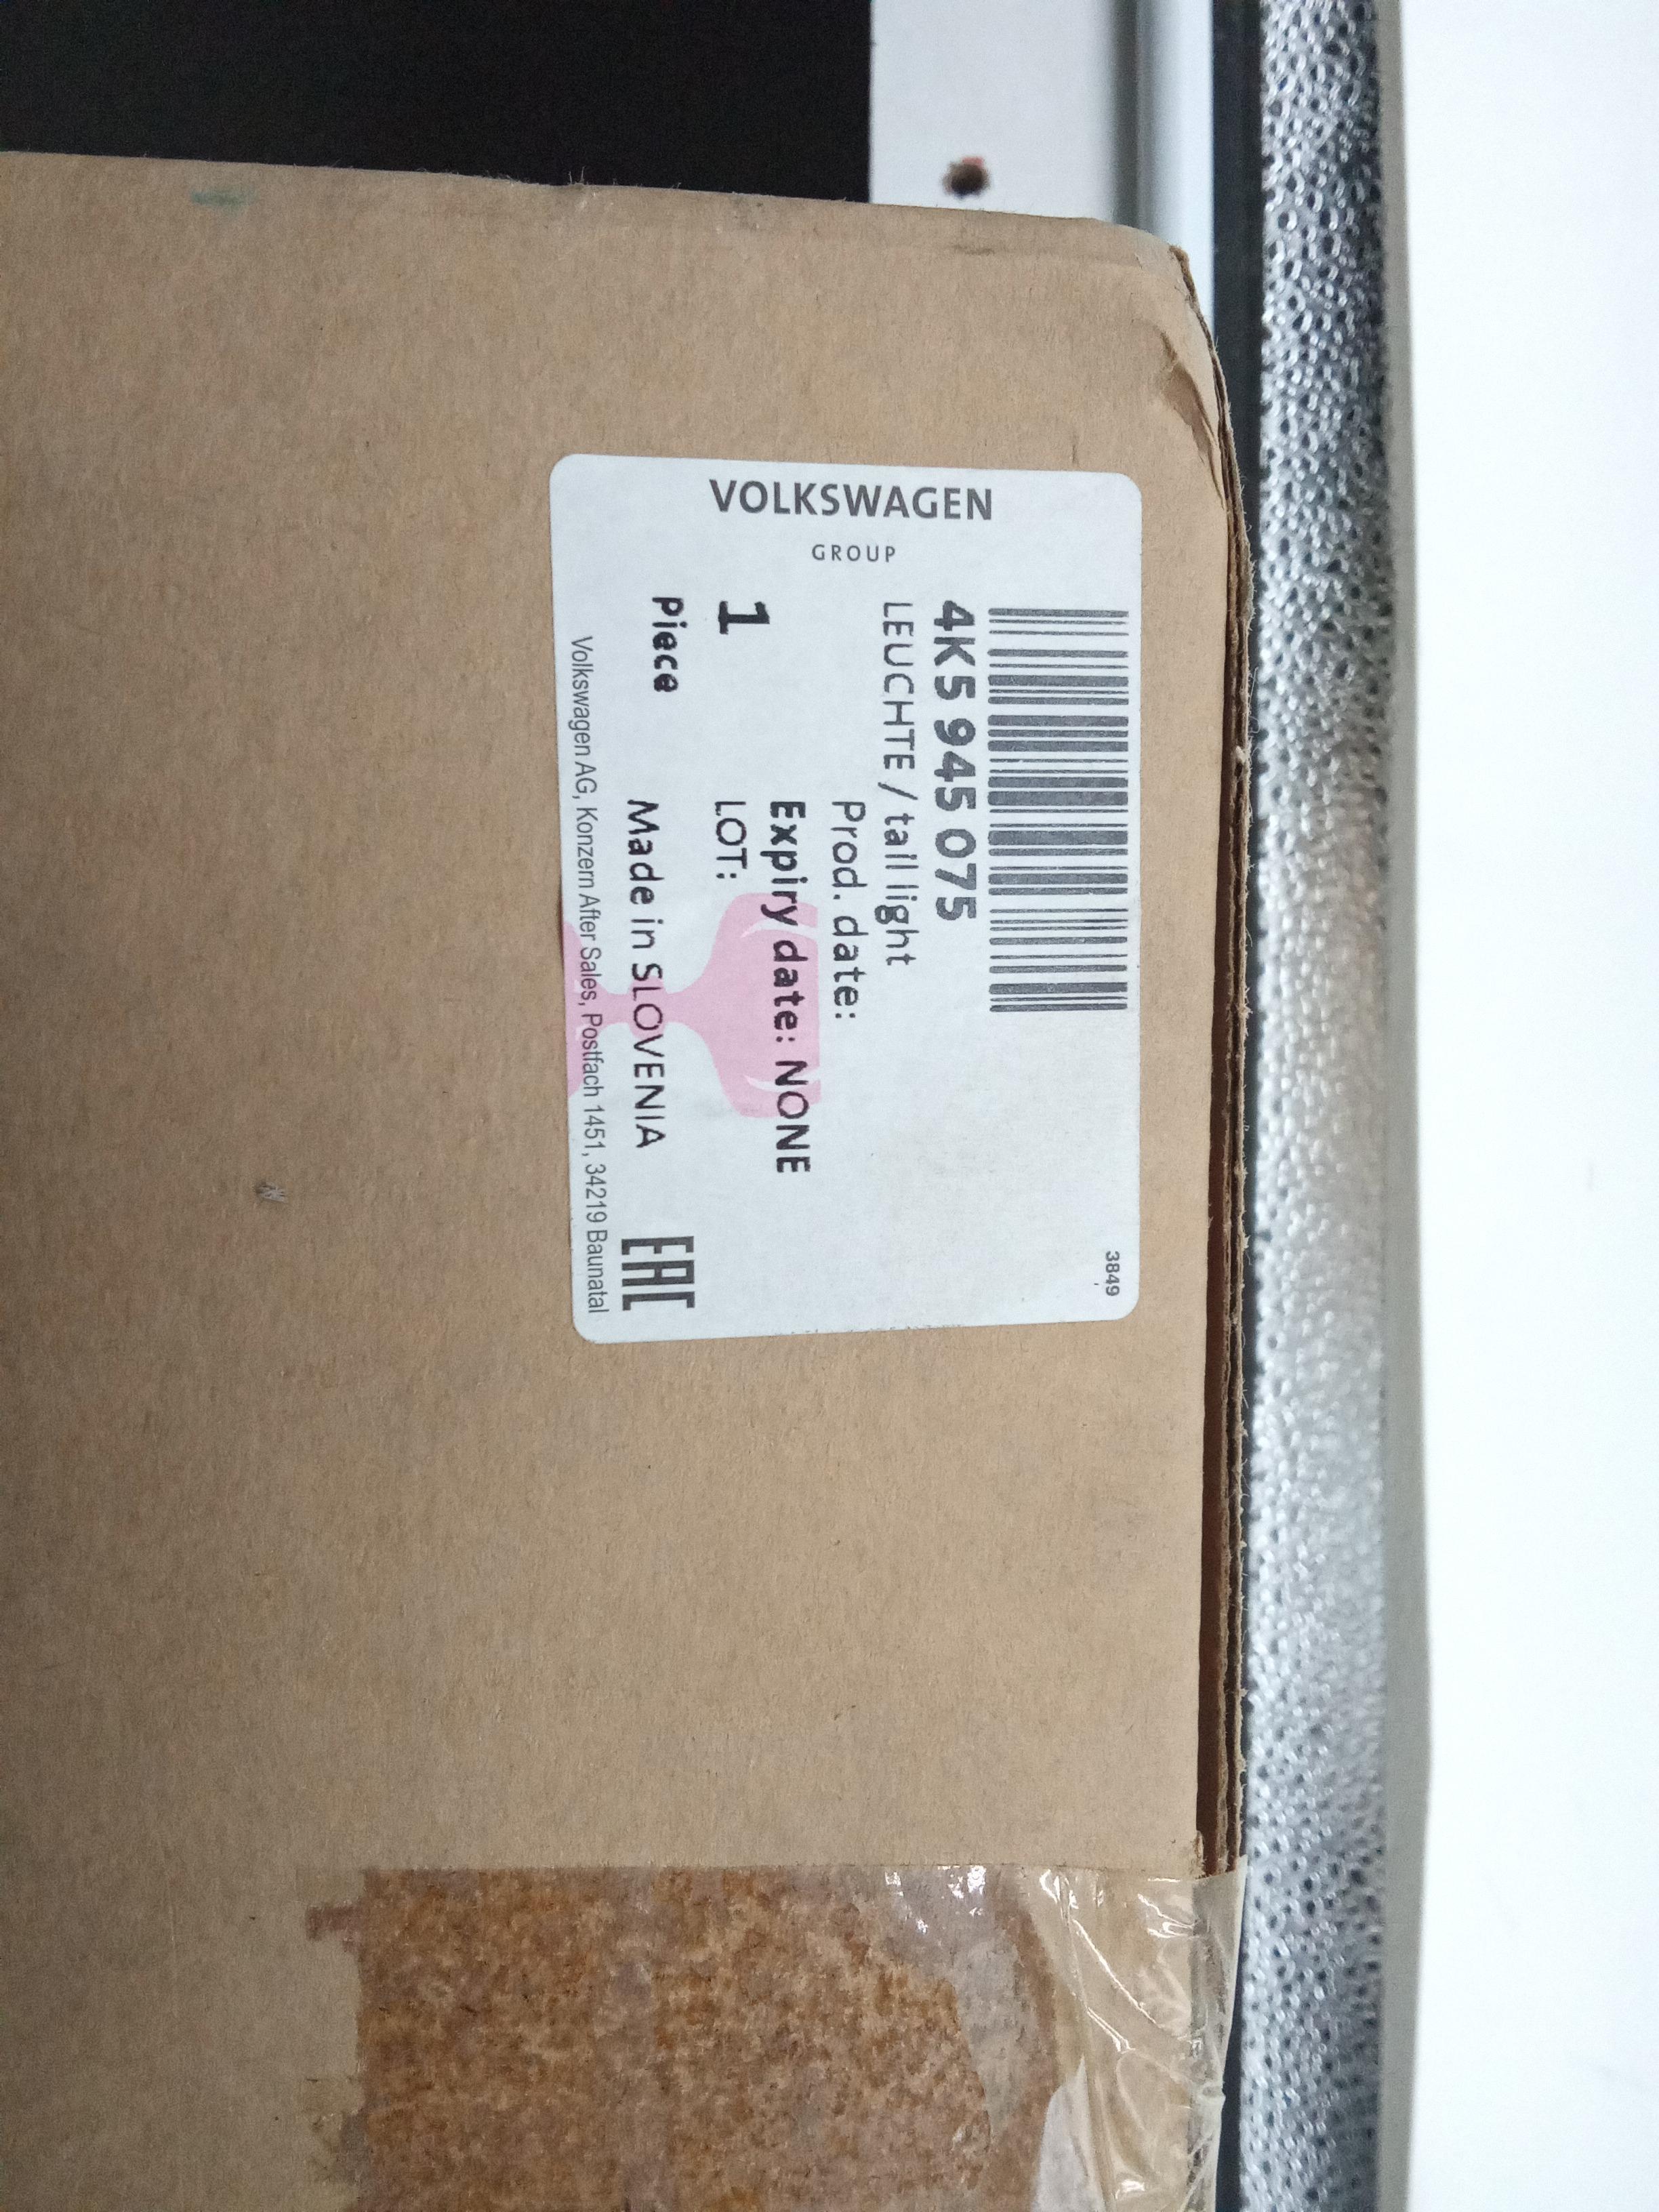 VOLKSWAGEN
GROUP
3849
4K5 945 075
LEUCHTE / tail light
Prod. date:
Expiry date: NONE
1
LOT:
Piece
Made in SLOVENIA
EAC
Volkswagen AG, Konzern After Sales, Postfach 1451, 34219 Baunatal